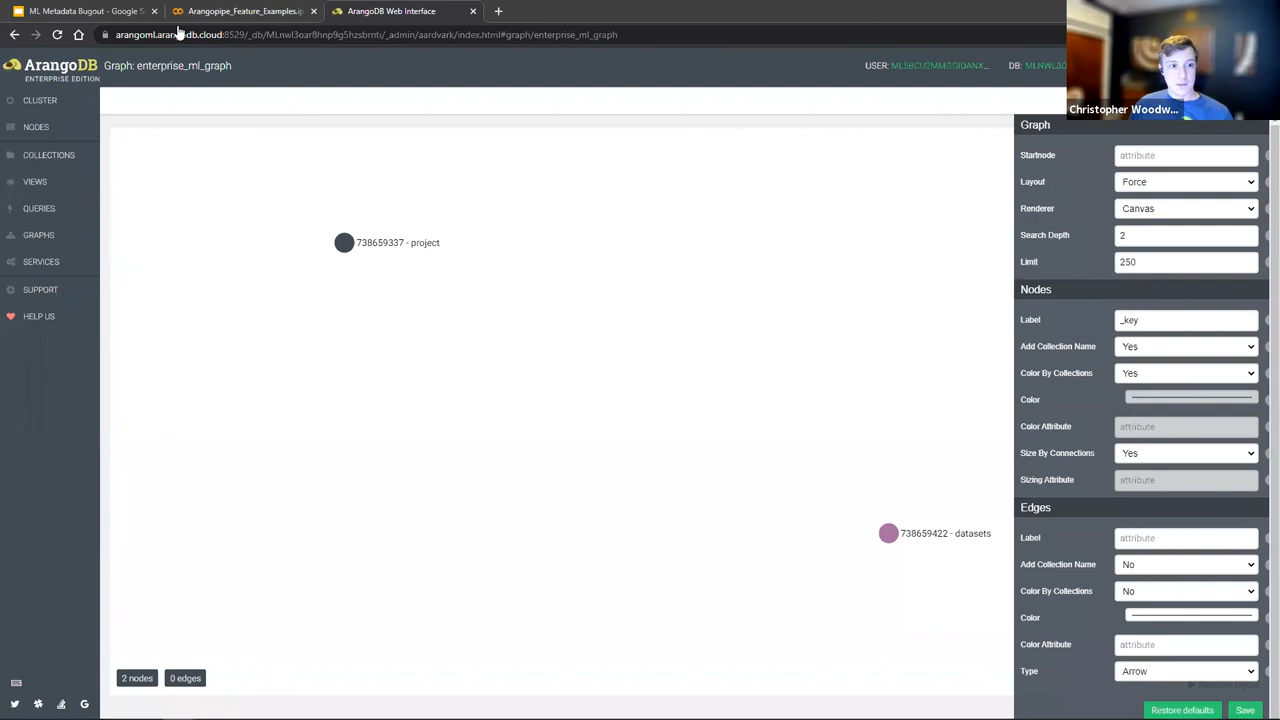 ML Metadata Bugout - Google S
Arangopipe_Feature_Examples.i
ArangoDB Web Interface
:8529/_db/MLnwl3oar8hnp9g5hzsbrnti/_admin/aardvark/index.html#graph/enterprise_ml_graph
ArangoDB
ENTERPRISE EDITION
Graph: enterprise_ml_graph
USER:
DB:
Christopher Woodw...
CLUSTER
NODES
COLLECTIONS
VIEWS
QUERIES
GRAPHS
SERVICES
SUPPORT
HELP US
738659337 - project
738659422 - datasets
2 nodes
0 edges
Graph
Startnode attribute
Layout Force
Renderer Canvas
Search Depth 2
Limit 250
Nodes
Label _key
Add Collection Name Yes
Color By Collections Yes
Color
Color Attribute attribute
Size By Connections Yes
Sizing Attribute attribute
Edges
Label attribute
Add Collection Name No
Color By Collections No
Color
Color Attribute attribute
Type Arrow
Resume layout
Restore defaults Save